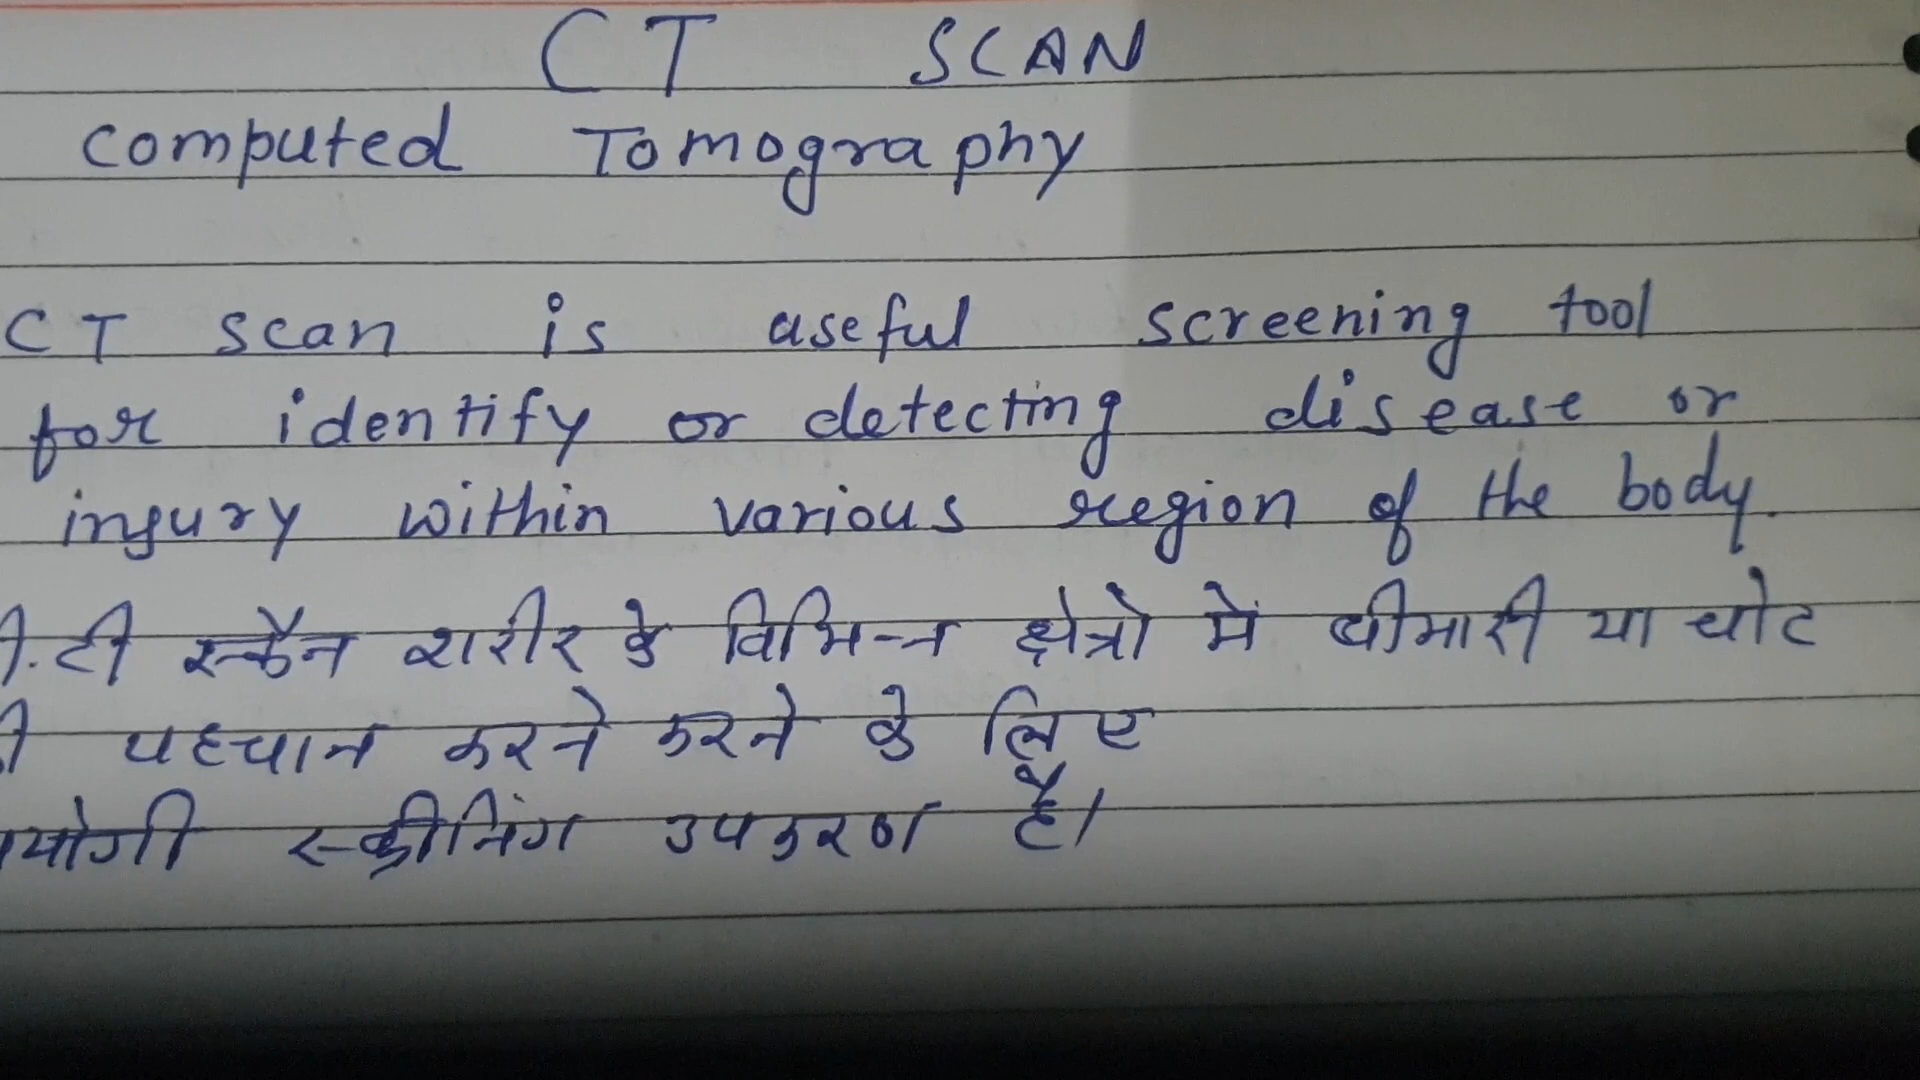 CT SCAN
computed Tomography
CT scan is useful screening tool
for identify or detecting disease or
injury within various region of the body.
टी स्कैन शरीर के विभिन्न क्षेत्रो में बीमारी या चोट
पहचान करने करने के लिए
स्क्रीनिंग उपकरण है।